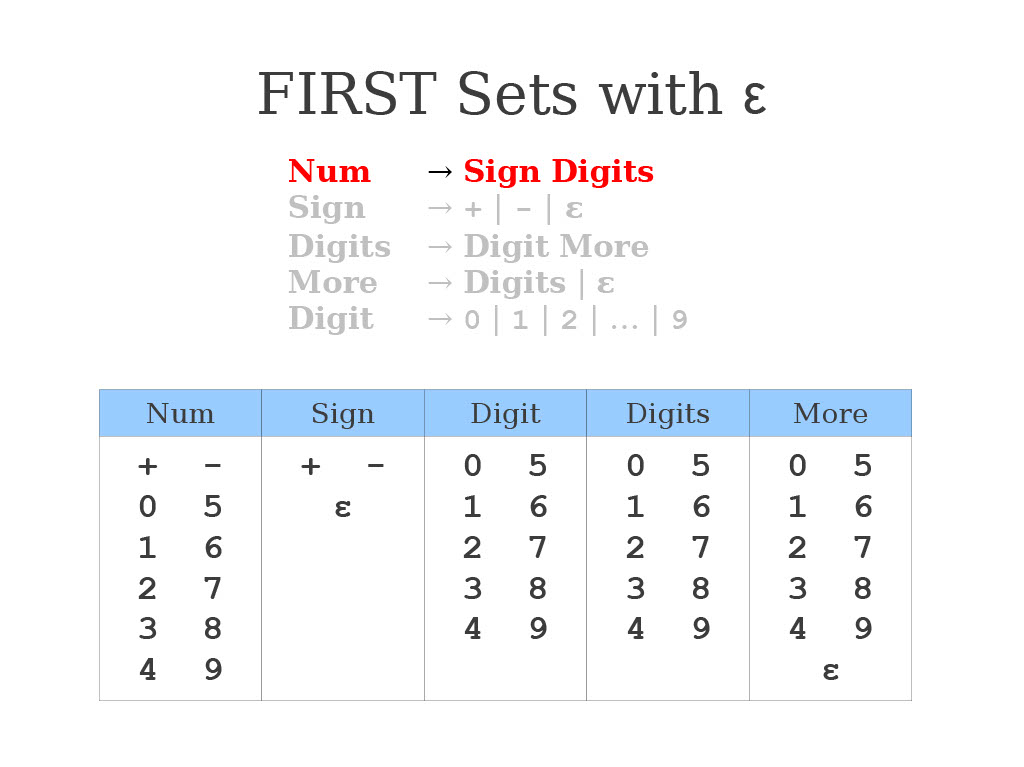 FIRST Sets with ε
Num → Sign Digits
Sign → + | – | ε
Digits → Digit More
More → Digits | ε
Digit → 0 | 1 | 2 | ... | 9
Num Sign Digit Digits More
+ - + - 0 5 0 5 0 5
0 5 ε 1 6 1 6 1 6
1 6 2 7 2 7 2 7
2 7 3 8 3 8 3 8
3 8 4 9 4 9 4 9
4 9 ε